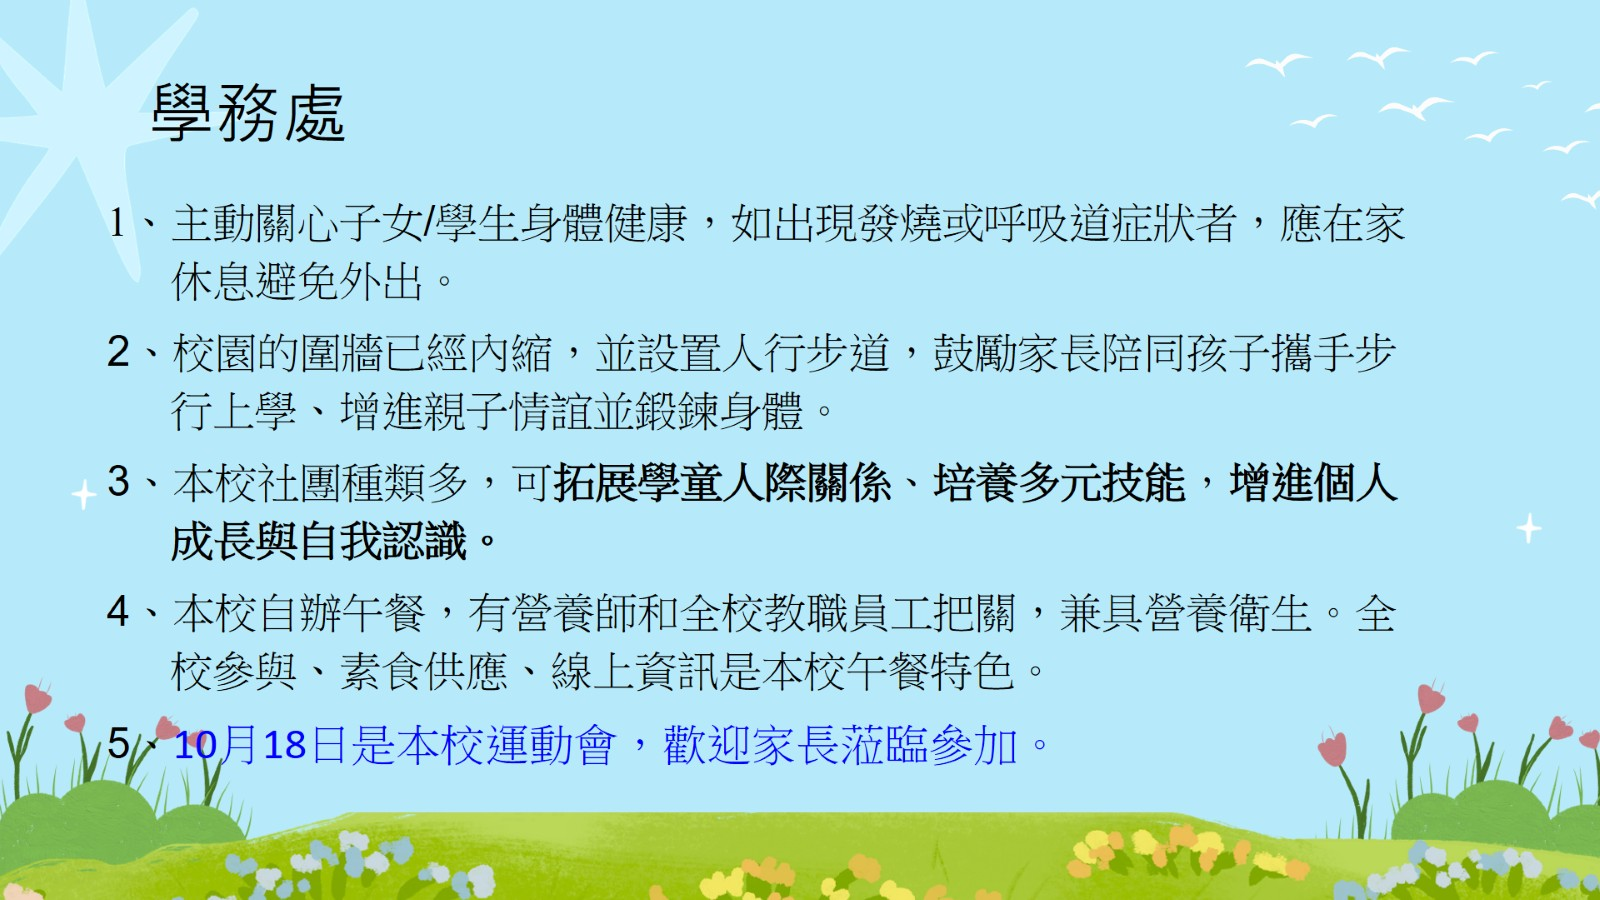 學務處
1、主動關心子女/學生身體健康，如出現發燒或呼吸道症狀者，應在家
休息避免外出。
2、校園的圍牆已經內縮，並設置人行步道，鼓勵家長陪同孩子攜手步
行上學、增進親子情誼並鍛鍊身體。
3、本校社團種類多，可拓展學童人際關係、培養多元技能，增進個人
成長與自我認識。
4、本校自辦午餐，有營養師和全校教職員工把關，兼具營養衛生。全
校參與、素食供應、線上資訊是本校午餐特色。
5、10月18日是本校運動會，歡迎家長蒞臨參加。